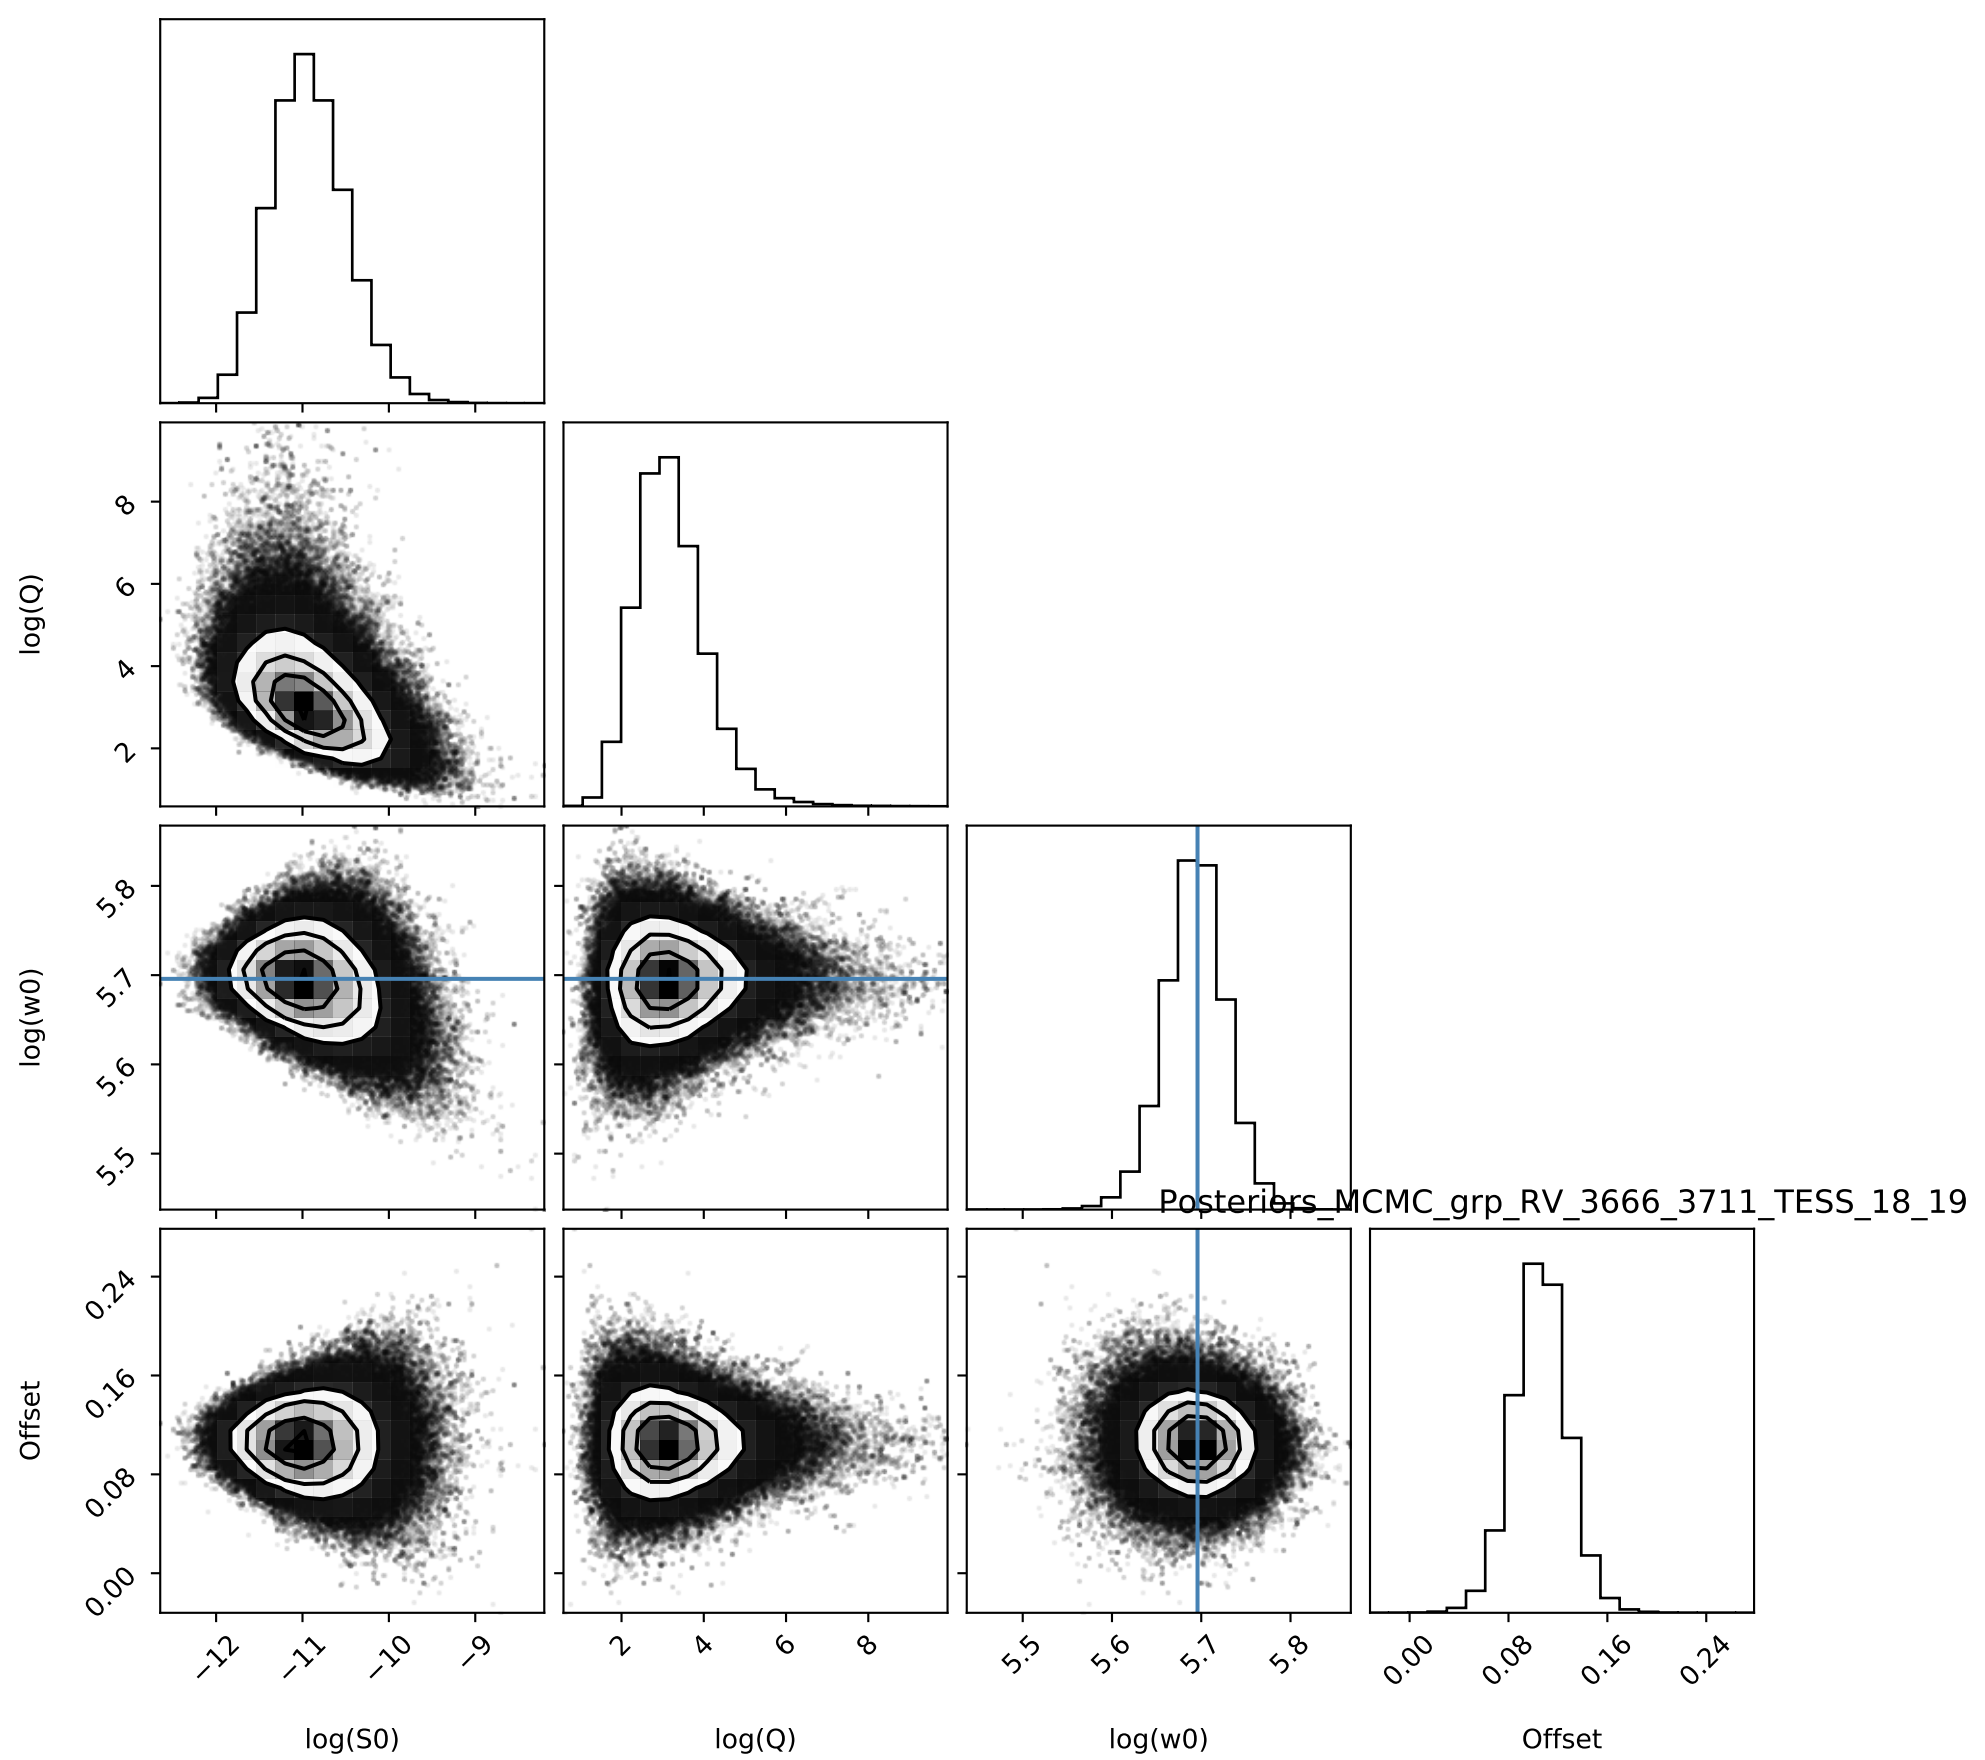 log(Q)
8
6
4
2
log(w0)
5.8
5.7
5.6
5.5
Posteriors_MCMC_grp_RV_3666_3711_TESS_18_19
Offset
0.24
0.16
0.08
0.00
−12 −11 −10 −9 2 4 6 8 5.5 5.6 5.7 5.8 0.00 0.08 0.16 0.24
log(S0) log(Q) log(w0) Offset